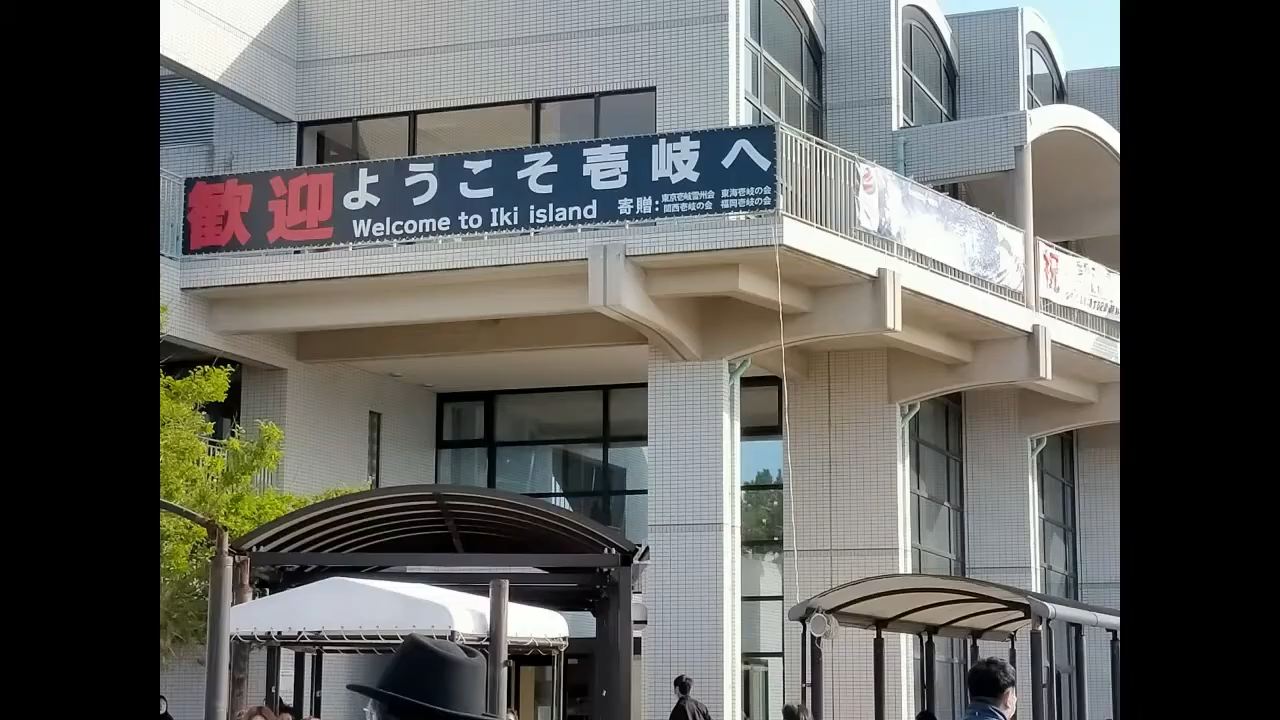 歓迎ようこそ壱岐へ
Welcome to Iki island
寄贈:
東京壱岐雪州会 東海壱岐の会
関西壱岐の会 福岡壱岐の会
祝